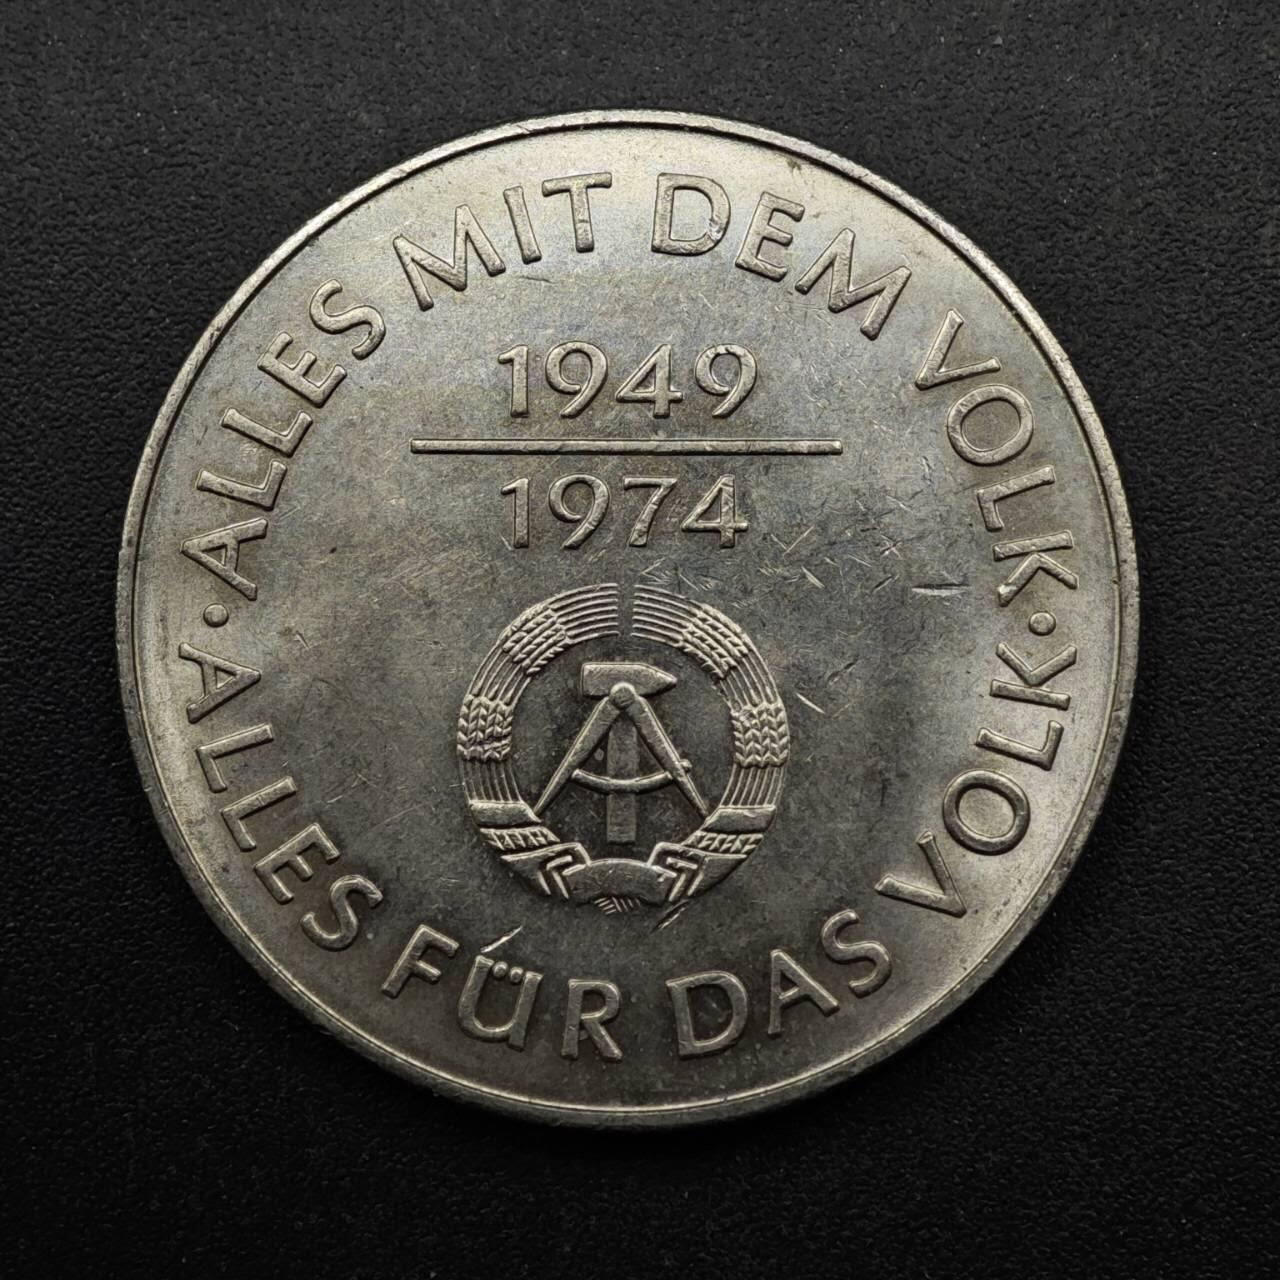 · ALLES MIT DEM VOLK ·
1949
1974
ALLES FÜR DAS VOLK